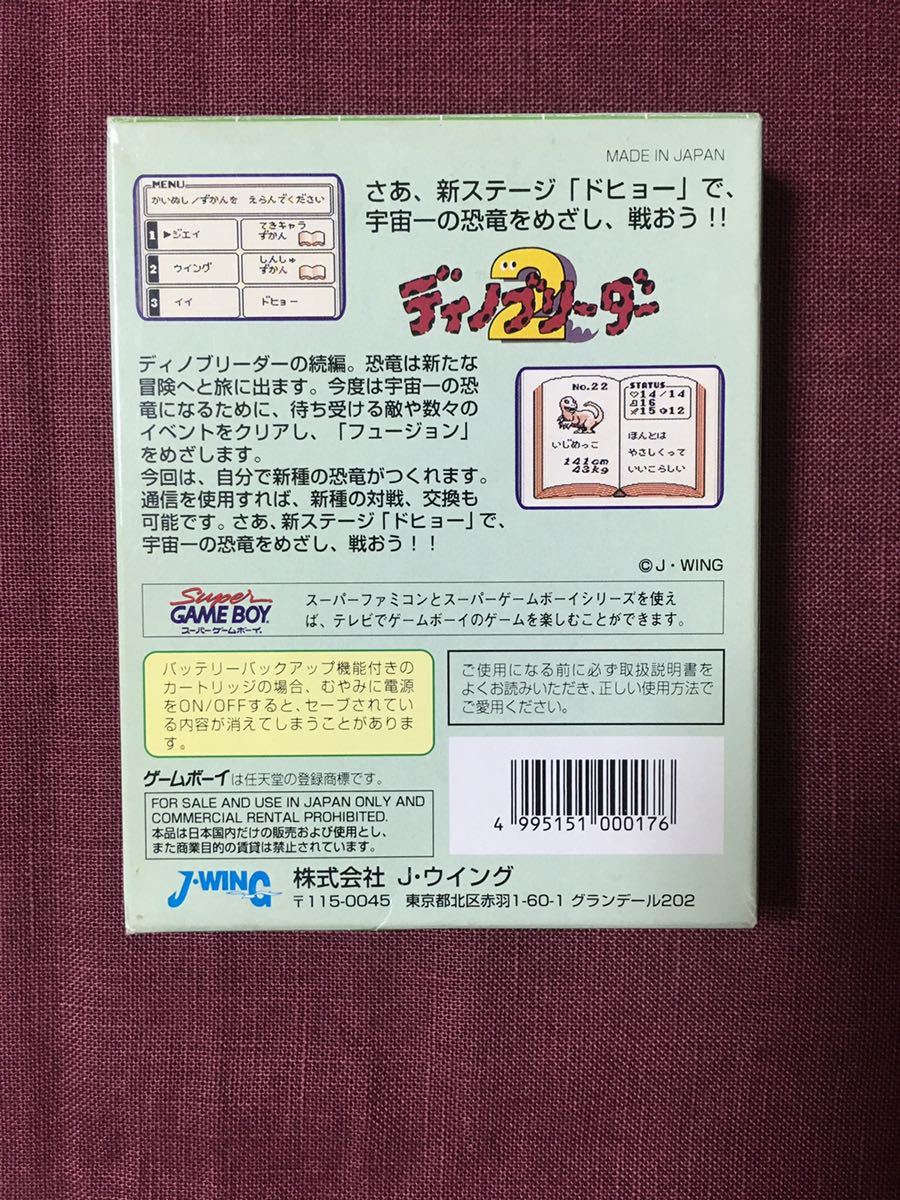 MADE IN JAPAN
MENU
かいぬし/ずかんを えらんでください
1 ▶ジェイ
てきキャラ
ずかん
2 ウイング
しんしゅ
ずかん
3 イイ
ドヒョー
さあ、新ステージ「ドヒョー」で、
宇宙一の恐竜をめざし、戦おう!!
ディノブリーダー2
ディノブリーダーの続編。恐竜は新たな
冒険へと旅に出ます。今度は宇宙一の恐
竜になるために、待ち受ける敵や数々の
イベントをクリアし、「フュージョン」
をめざします。
今回は、自分で新種の恐竜がつくれます。
通信を使用すれば、新種の対戦、交換も
可能です。さあ、新ステージ「ドヒョー」で、
宇宙一の恐竜をめざし、戦おう!!
No.22
いじめっこ
141cm
43kg
STATUS
14/14
16
15 12
ほんとは
やさしくって
いいこらしい
©J・WING
Super
GAME BOY
スーパーゲームボーイ
スーパーファミコンとスーパーゲームボーイシリーズを使え
ば、テレビでゲームボーイのゲームを楽しむことができます。
バッテリーバックアップ機能付きの
カートリッジの場合、むやみに電源
をON/OFFすると、セーブされている
内容が消えてしまうことがありま
す。
ご使用になる前に必ず取扱説明書を
よくお読みいただき、正しい使用方法で
ご愛用ください。
ゲームボーイは任天堂の登録商標です。
FOR SALE AND USE IN JAPAN ONLY AND
COMMERCIAL RENTAL PROHIBITED.
本品は日本国内だけの販売および使用とし、
また商業目的の賃貸は禁止されています。
4 995151 000176
J・WING
株式会社 J・ウイング
〒115-0045 東京都北区赤羽1-60-1 グランデール202